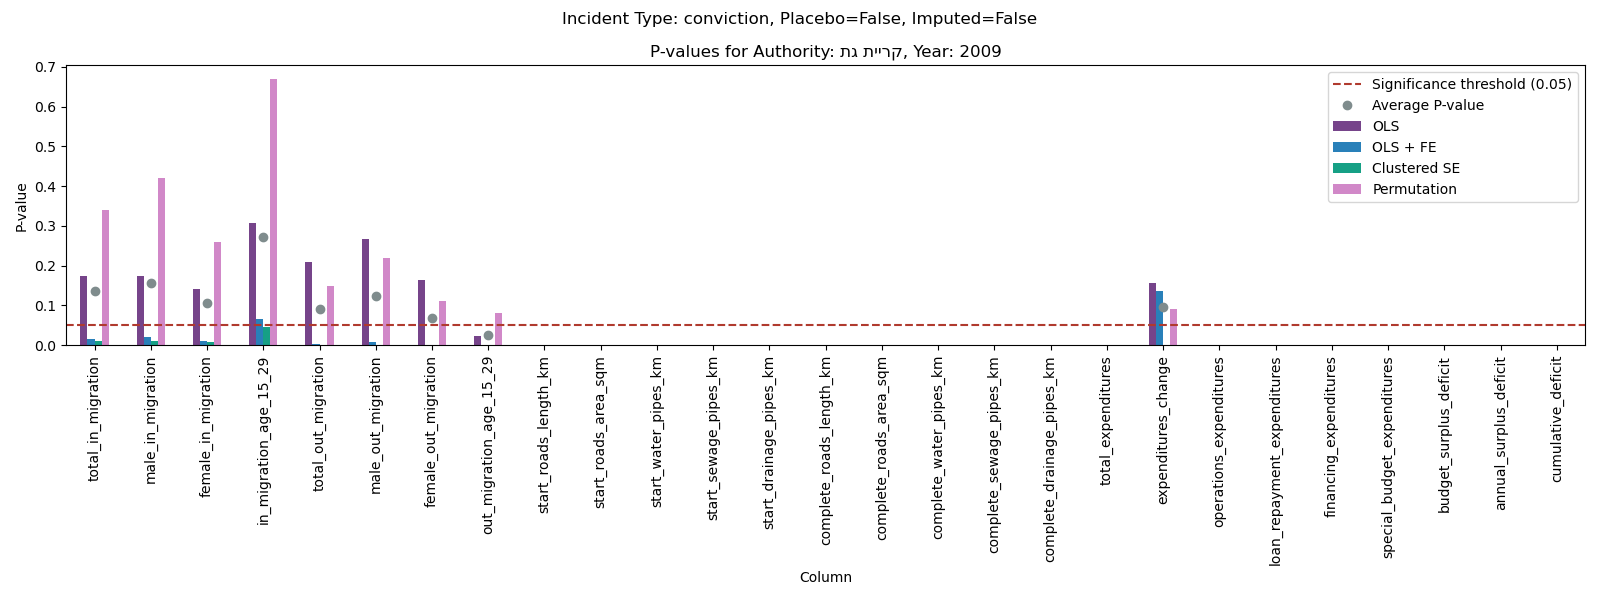 Incident Type: conviction, Placebo=False, Imputed=False
P-values for Authority: קריית גת, Year: 2009
P-value
0.7
0.6
0.5
0.4
0.3
0.2
0.1
0.0
Significance threshold (0.05)
Average P-value
OLS
OLS + FE
Clustered SE
Permutation
total_in_migration
male_in_migration
female_in_migration
in_migration_age_15_29
total_out_migration
male_out_migration
female_out_migration
out_migration_age_15_29
start_roads_length_km
start_roads_area_sqm
start_water_pipes_km
start_sewage_pipes_km
start_drainage_pipes_km
complete_roads_length_km
complete_roads_area_sqm
complete_water_pipes_km
complete_sewage_pipes_km
complete_drainage_pipes_km
total_expenditures
expenditures_change
operations_expenditures
loan_repayment_expenditures
financing_expenditures
special_budget_expenditures
budget_surplus_deficit
annual_surplus_deficit
cumulative_deficit
Column